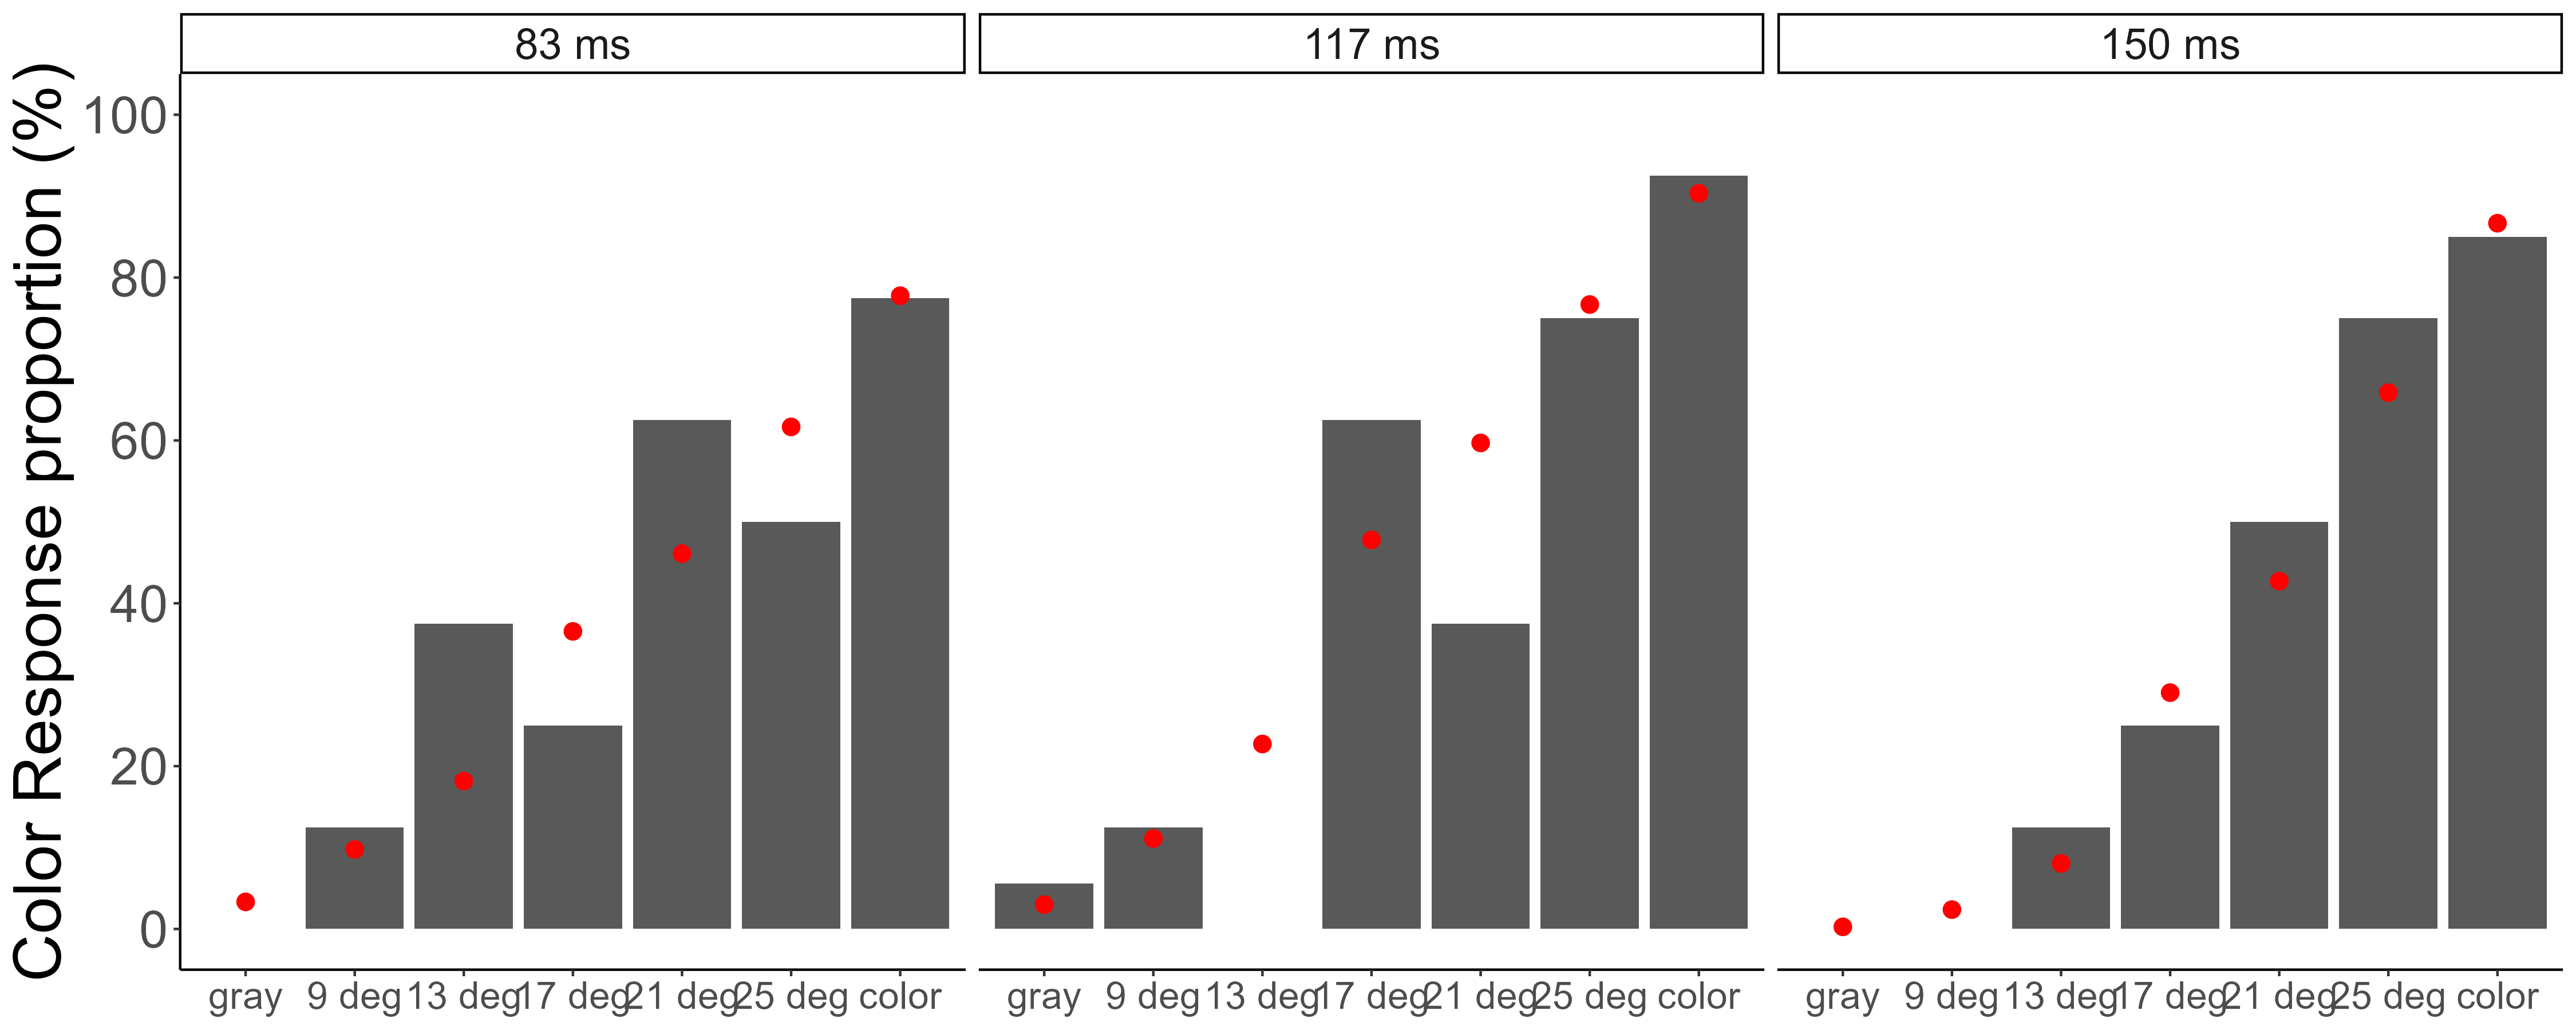 83 ms
117 ms
150 ms
Color Response proportion (%)
100
80
60
40
20
0
gray 9 deg 13 deg 17 deg 21 deg 25 deg color
gray 9 deg 13 deg 17 deg 21 deg 25 deg color
gray 9 deg 13 deg 17 deg 21 deg 25 deg color